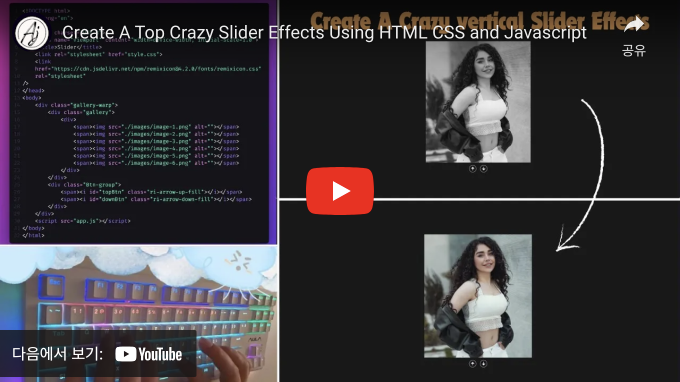 Create A Crazy vertical Slider Effects
Create A Top Crazy Slider Effects Using HTML CSS and Javascript
공유
<title>Slider</title>
<link rel="stylesheet" href="style.css">
<link
href="https://cdn.jsdelivr.net/npm/remixicon@4.2.0/fonts/remixicon.css"
rel="stylesheet"
/>
</head>
<body>
<div class="gallery-warp">
<div class="gallery">
<div>
<span><img src="./images/image-1.png" alt=""></span>
<span><img src="./images/image-2.png" alt=""></span>
<span><img src="./images/image-3.png" alt=""></span>
<span><img src="./images/image-4.png" alt=""></span>
<span><img src="./images/image-5.png" alt=""></span>
<span><img src="./images/image-6.png" alt=""></span>
</div>
</div>
<div class="Btn-group">
<span><i id="topBtn" class="ri-arrow-up-fill"></i></span>
<span><i id="downBtn" class="ri-arrow-down-fill"></i></span>
</div>
</div>
<script src="app.js"></script>
</body>
</html>
다음에서 보기:
YouTube